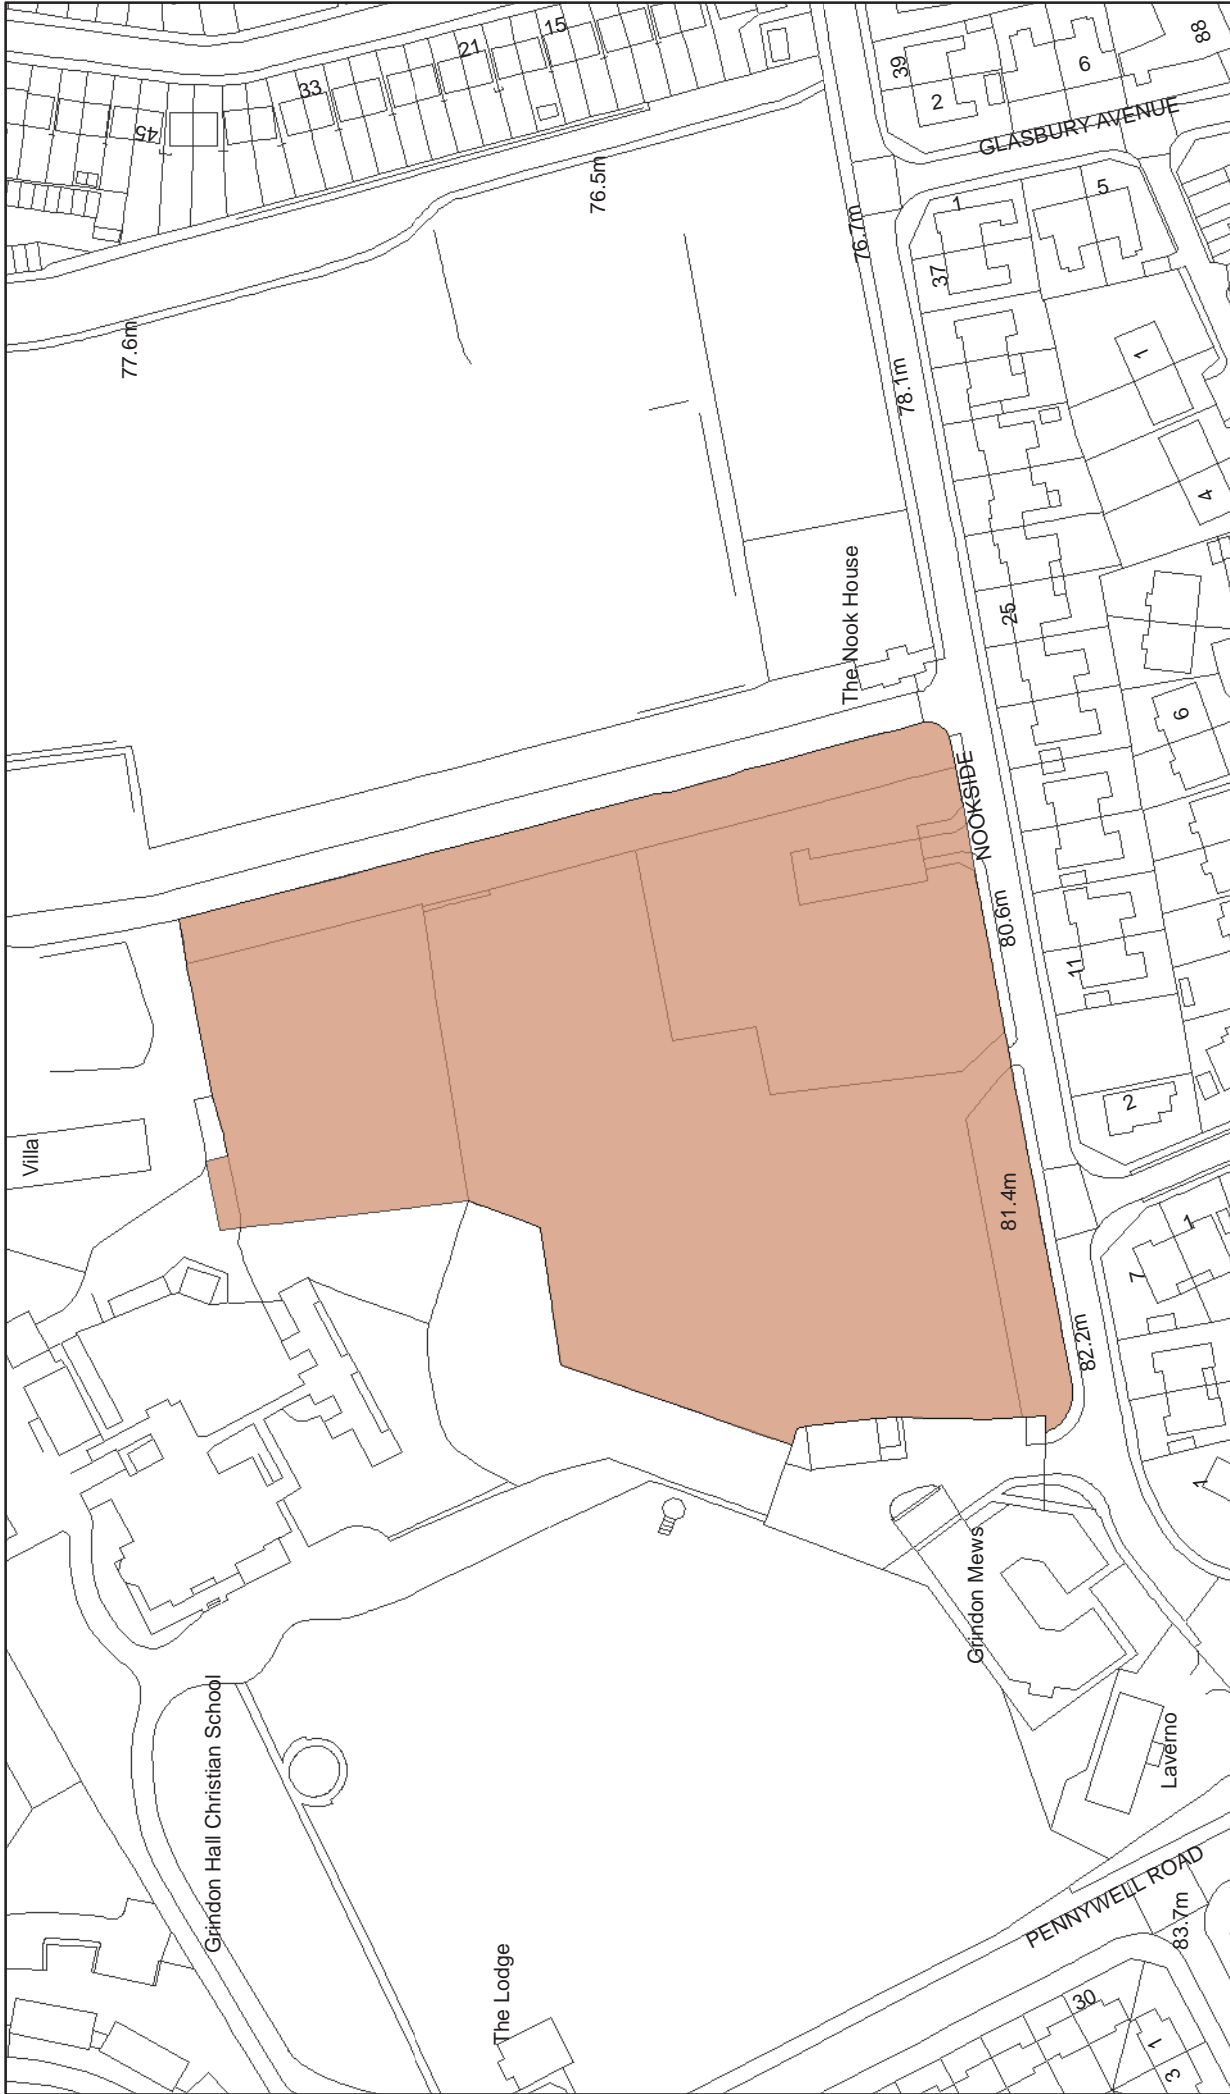 15
21
33
45
39
2
6
88
GLASBURY AVENUE
76.5m
76.7m
1
5
37
77.6m
78.1m
1
4
The Nook House
25
6
NOOKSIDE
80.6m
11
Villa
2
81.4m
1
7
82.2m
1
Grindon Mews
Grindon Hall Christian School
Laverno
PENNYWELL ROAD
83.7m
The Lodge
30
1
3